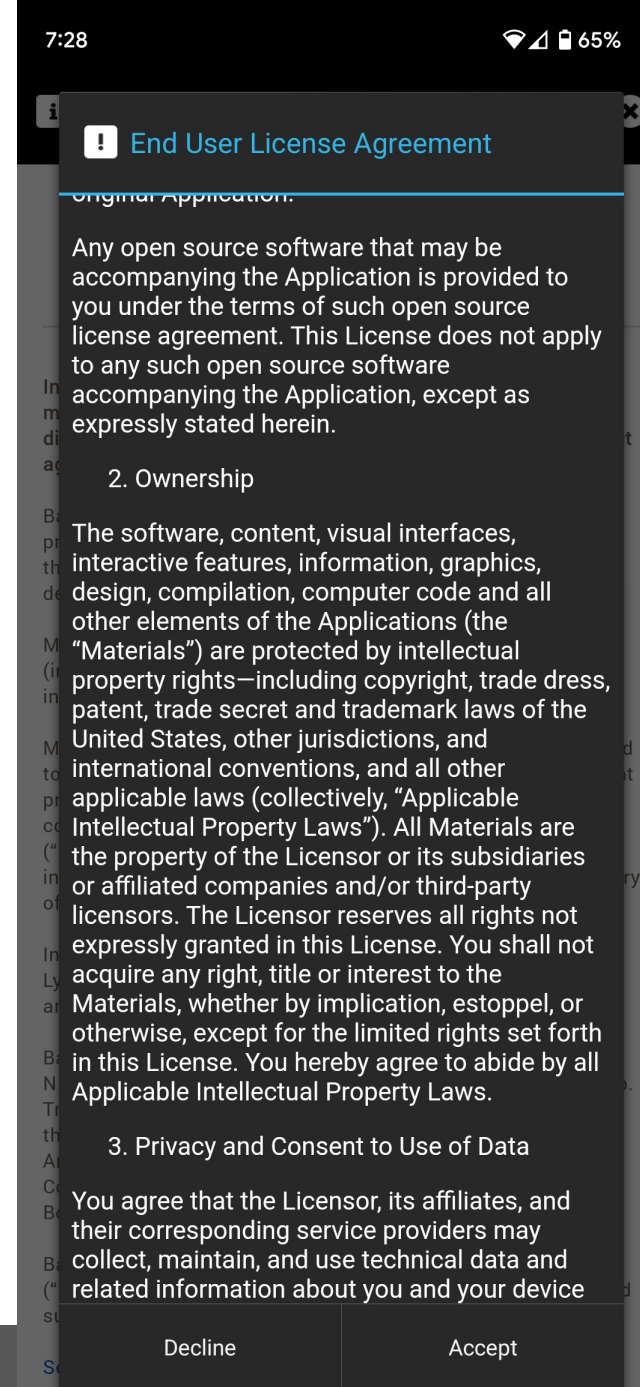 7:28
65%
End User License Agreement
original Application.
Any open source software that may be
accompanying the Application is provided to
you under the terms of such open source
license agreement. This License does not apply
to any such open source software
accompanying the Application, except as
expressly stated herein.
2. Ownership
The software, content, visual interfaces,
interactive features, information, graphics,
design, compilation, computer code and all
other elements of the Applications (the
“Materials”) are protected by intellectual
property rights—including copyright, trade dress,
patent, trade secret and trademark laws of the
United States, other jurisdictions, and
international conventions, and all other
applicable laws (collectively, “Applicable
Intellectual Property Laws”). All Materials are
the property of the Licensor or its subsidiaries
or affiliated companies and/or third-party
licensors. The Licensor reserves all rights not
expressly granted in this License. You shall not
acquire any right, title or interest to the
Materials, whether by implication, estoppel, or
otherwise, except for the limited rights set forth
in this License. You hereby agree to abide by all
Applicable Intellectual Property Laws.
3. Privacy and Consent to Use of Data
You agree that the Licensor, its affiliates, and
their corresponding service providers may
collect, maintain, and use technical data and
related information about you and your device
Decline
Accept